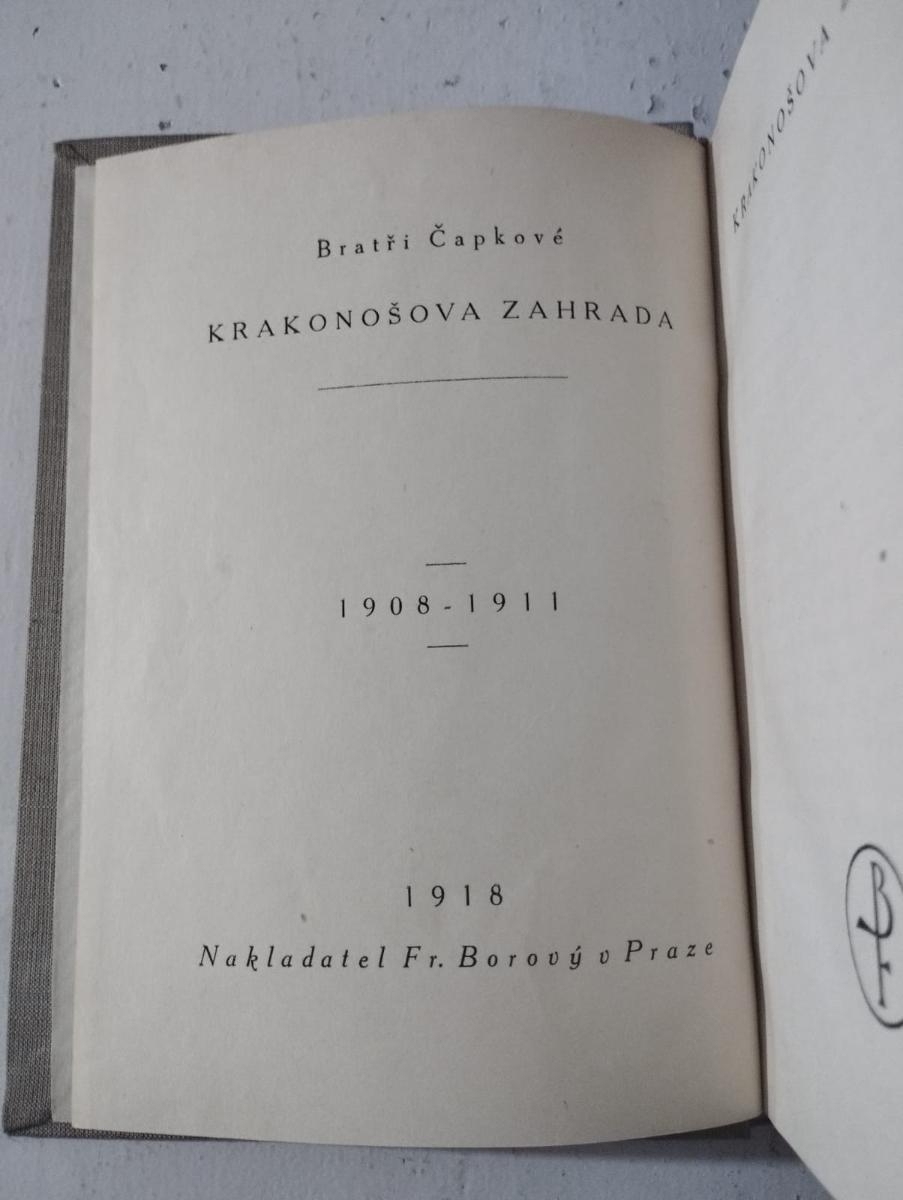 Bratři Čapkové
KRAKONOŠOVA ZAHRADA
1908-1911
1918
Nakladatel Fr. Borový v Praze
KRAKONOŠOVA